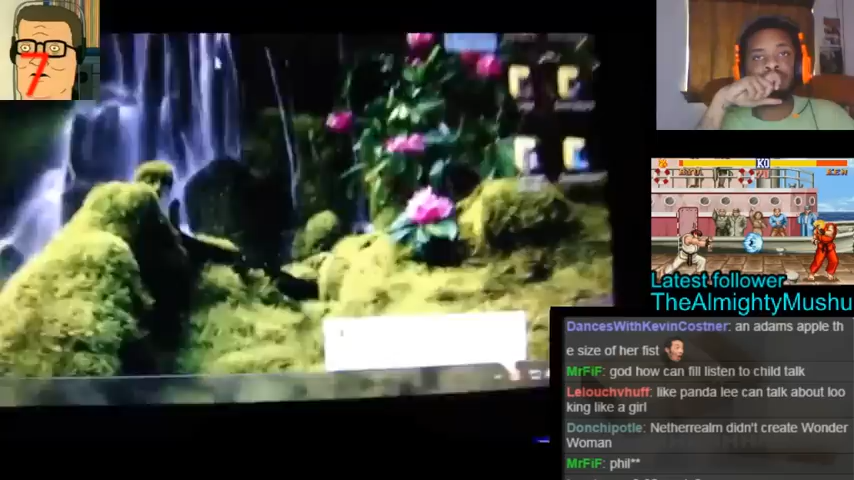 7
KO
KEN
Latest follower
TheAlmightyMushu
DancesWithKevinCostner: an adams apple th
e size of her fist
MrFiF: god how can fill listen to child talk
Lelouchvhuff: like panda lee can talk about loo
king like a girl
Donchipotle: Netherrealm didn't create Wonder
Woman
MrFiF: phil**